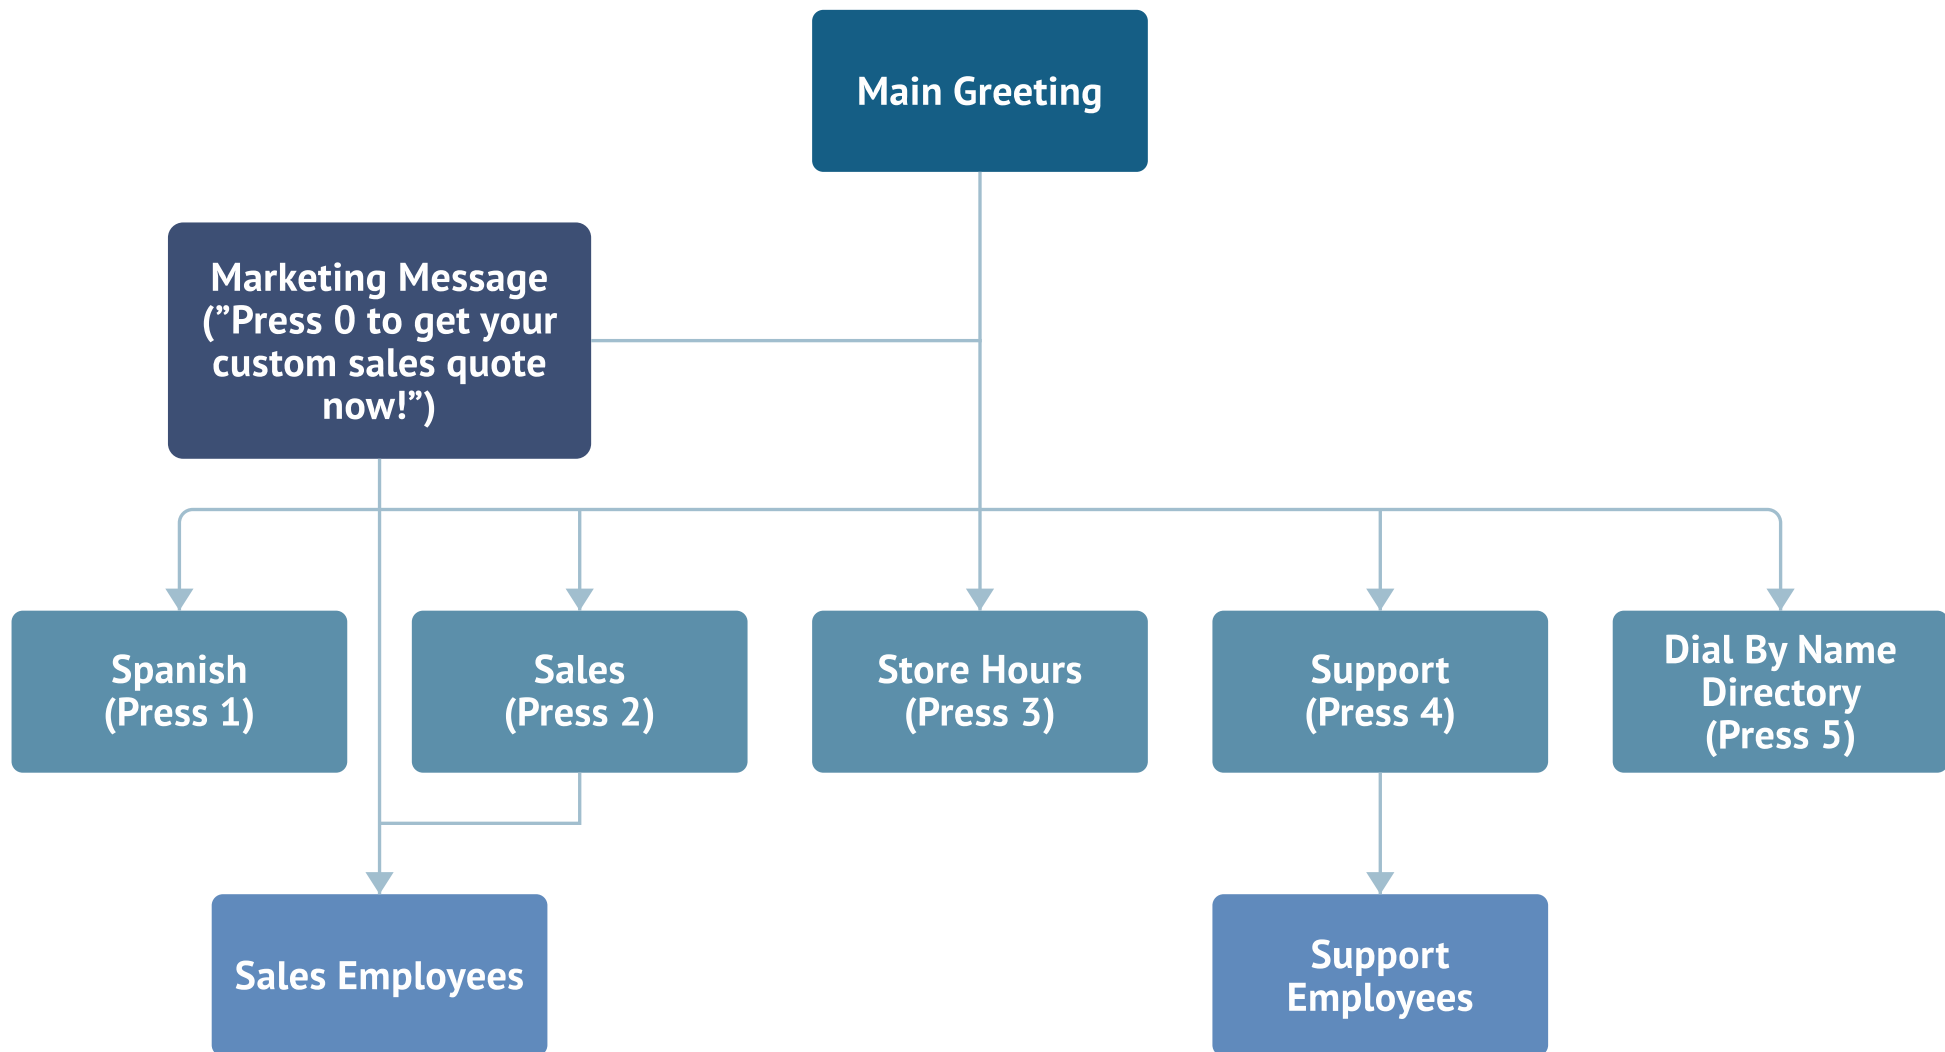 Main Greeting
Marketing Message
(”Press 0 to get your
custom sales quote
now!”)
Spanish
(Press 1)
Sales
(Press 2)
Store Hours
(Press 3)
Support
(Press 4)
Dial By Name
Directory
(Press 5)
Sales Employees
Support
Employees